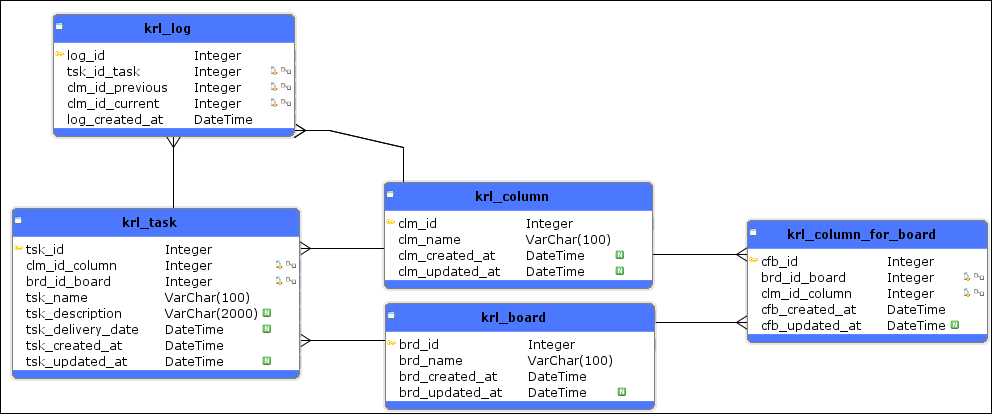 krl_log
log_id Integer
tsk_id_task Integer
clm_id_previous Integer
clm_id_current Integer
log_created_at DateTime
krl_task
tsk_id Integer
clm_id_column Integer
brd_id_board Integer
tsk_name VarChar(100)
tsk_description VarChar(2000) N
tsk_delivery_date DateTime N
tsk_created_at DateTime
tsk_updated_at DateTime N
krl_column
clm_id Integer
clm_name VarChar(100)
clm_created_at DateTime N
clm_updated_at DateTime N
krl_board
brd_id Integer
brd_name VarChar(100)
brd_created_at DateTime
brd_updated_at DateTime N
krl_column_for_board
cfb_id Integer
brd_id_board Integer
clm_id_column Integer
cfb_created_at DateTime
cfb_updated_at DateTime N